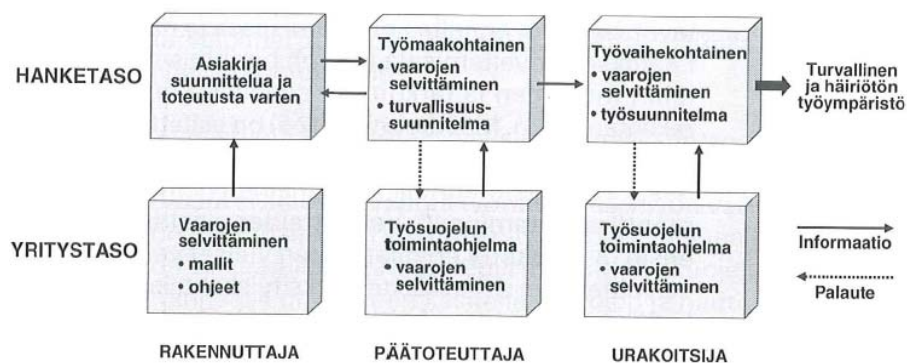 HANKETASO
Asiakirja
suunnittelua ja
toteutusta varten
Työmaakohtainen
• vaarojen
selvittäminen
• turvallisuus-
suunnitelma
Työvaihekohtainen
• vaarojen
selvittäminen
• työsuunnitelma
Turvallinen
ja häiriötön
työympäristö
YRITYSTASO
Vaarojen
selvittäminen
• mallit
• ohjeet
Työsuojelun
toimintaohjelma
• vaarojen
selvittäminen
Työsuojelun
toimintaohjelma
• vaarojen
selvittäminen
Informaatio
Palaute
RAKENNUTTAJA
PÄÄTOTEUTTAJA
URAKOITSIJA